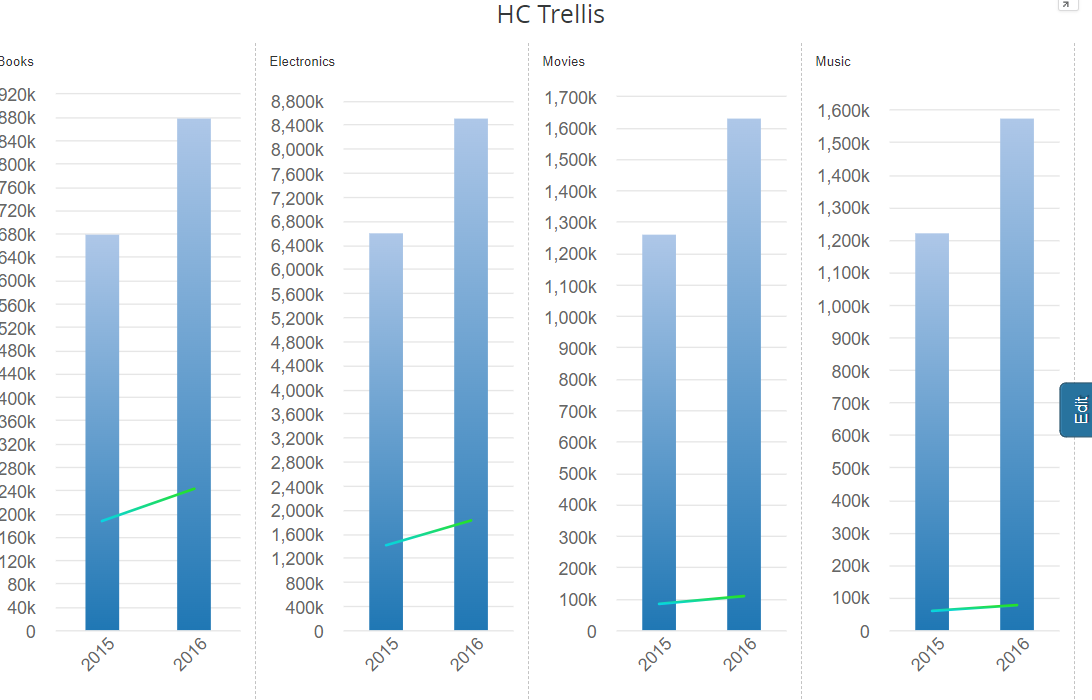 HC Trellis
Books
920k
880k
840k
800k
760k
720k
680k
640k
600k
560k
520k
480k
440k
400k
360k
320k
280k
240k
200k
160k
120k
80k
40k
0
2015
2016
Electronics
8,800k
8,400k
8,000k
7,600k
7,200k
6,800k
6,400k
6,000k
5,600k
5,200k
4,800k
4,400k
4,000k
3,600k
3,200k
2,800k
2,400k
2,000k
1,600k
1,200k
800k
400k
0
2015
2016
Movies
1,700k
1,600k
1,500k
1,400k
1,300k
1,200k
1,100k
1,000k
900k
800k
700k
600k
500k
400k
300k
200k
100k
0
2015
2016
Music
1,600k
1,500k
1,400k
1,300k
1,200k
1,100k
1,000k
900k
800k
700k
600k
500k
400k
300k
200k
100k
0
2015
2016
Edit